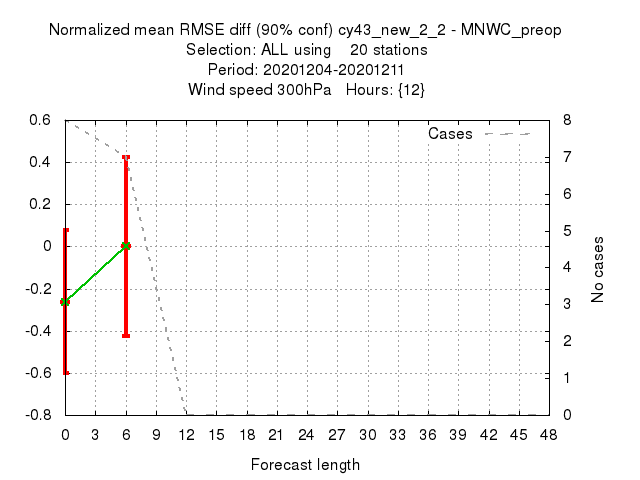 Normalized mean RMSE diff (90% conf) cy43_new_2_2 - MNWC_preop
Selection: ALL using 20 stations
Period: 20201204-20201211
Wind speed 300hPa Hours: {12}
Cases
0.6
0.4
0.2
0
-0.2
-0.4
-0.6
-0.8
8
7
6
5
4
3
2
1
0
No cases
0 3 6 9 12 15 18 21 24 27 30 33 36 39 42 45 48
Forecast length